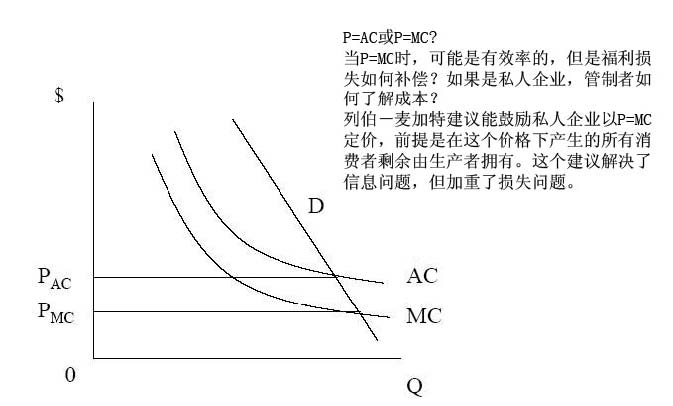 P=AC或P=MC?
当P=MC时，可能是有效率的，但是福利损
失如何补偿？如果是私人企业，管制者如
何了解成本？
列伯－麦加特建议能鼓励私人企业以P=MC
定价，前提是在这个价格下产生的所有消
费者剩余由生产者拥有。这个建议解决了
信息问题，但加重了损失问题。
$
D
PAC
AC
PMC
MC
0
Q